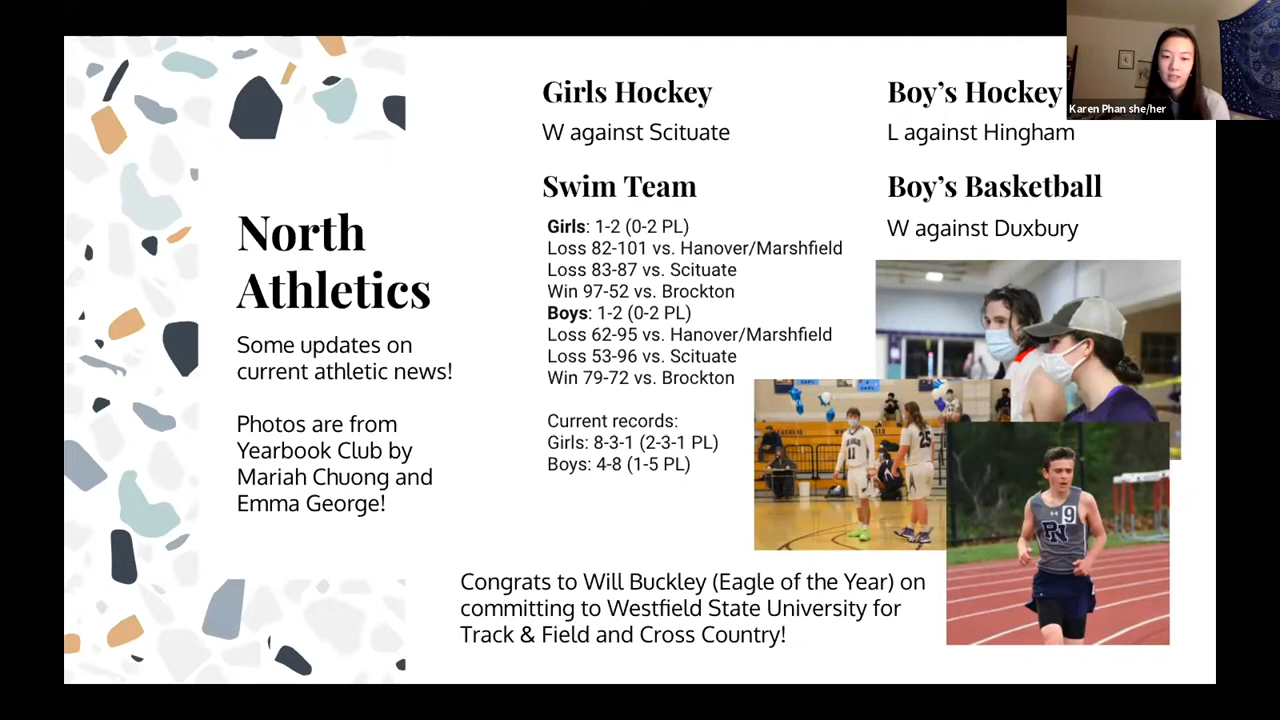 North
Athletics
Some updates on
current athletic news!
Photos are from
Yearbook Club by
Mariah Chuong and
Emma George!
Girls Hockey
W against Scituate
Boy's Hockey
L against Hingham
Swim Team
Girls: 1-2 (0-2 PL)
Loss 82-101 vs. Hanover/Marshfield
Loss 83-87 vs. Scituate
Win 97-52 vs. Brockton
Boys: 1-2 (0-2 PL)
Loss 62-95 vs. Hanover/Marshfield
Loss 53-96 vs. Scituate
Win 79-72 vs. Brockton
Current records:
Girls: 8-3-1 (2-3-1 PL)
Boys: 4-8 (1-5 PL)
Boy's Basketball
W against Duxbury
Congrats to Will Buckley (Eagle of the Year) on
committing to Westfield State University for
Track & Field and Cross Country!
Karen Phan she/her
11
25
PN
9